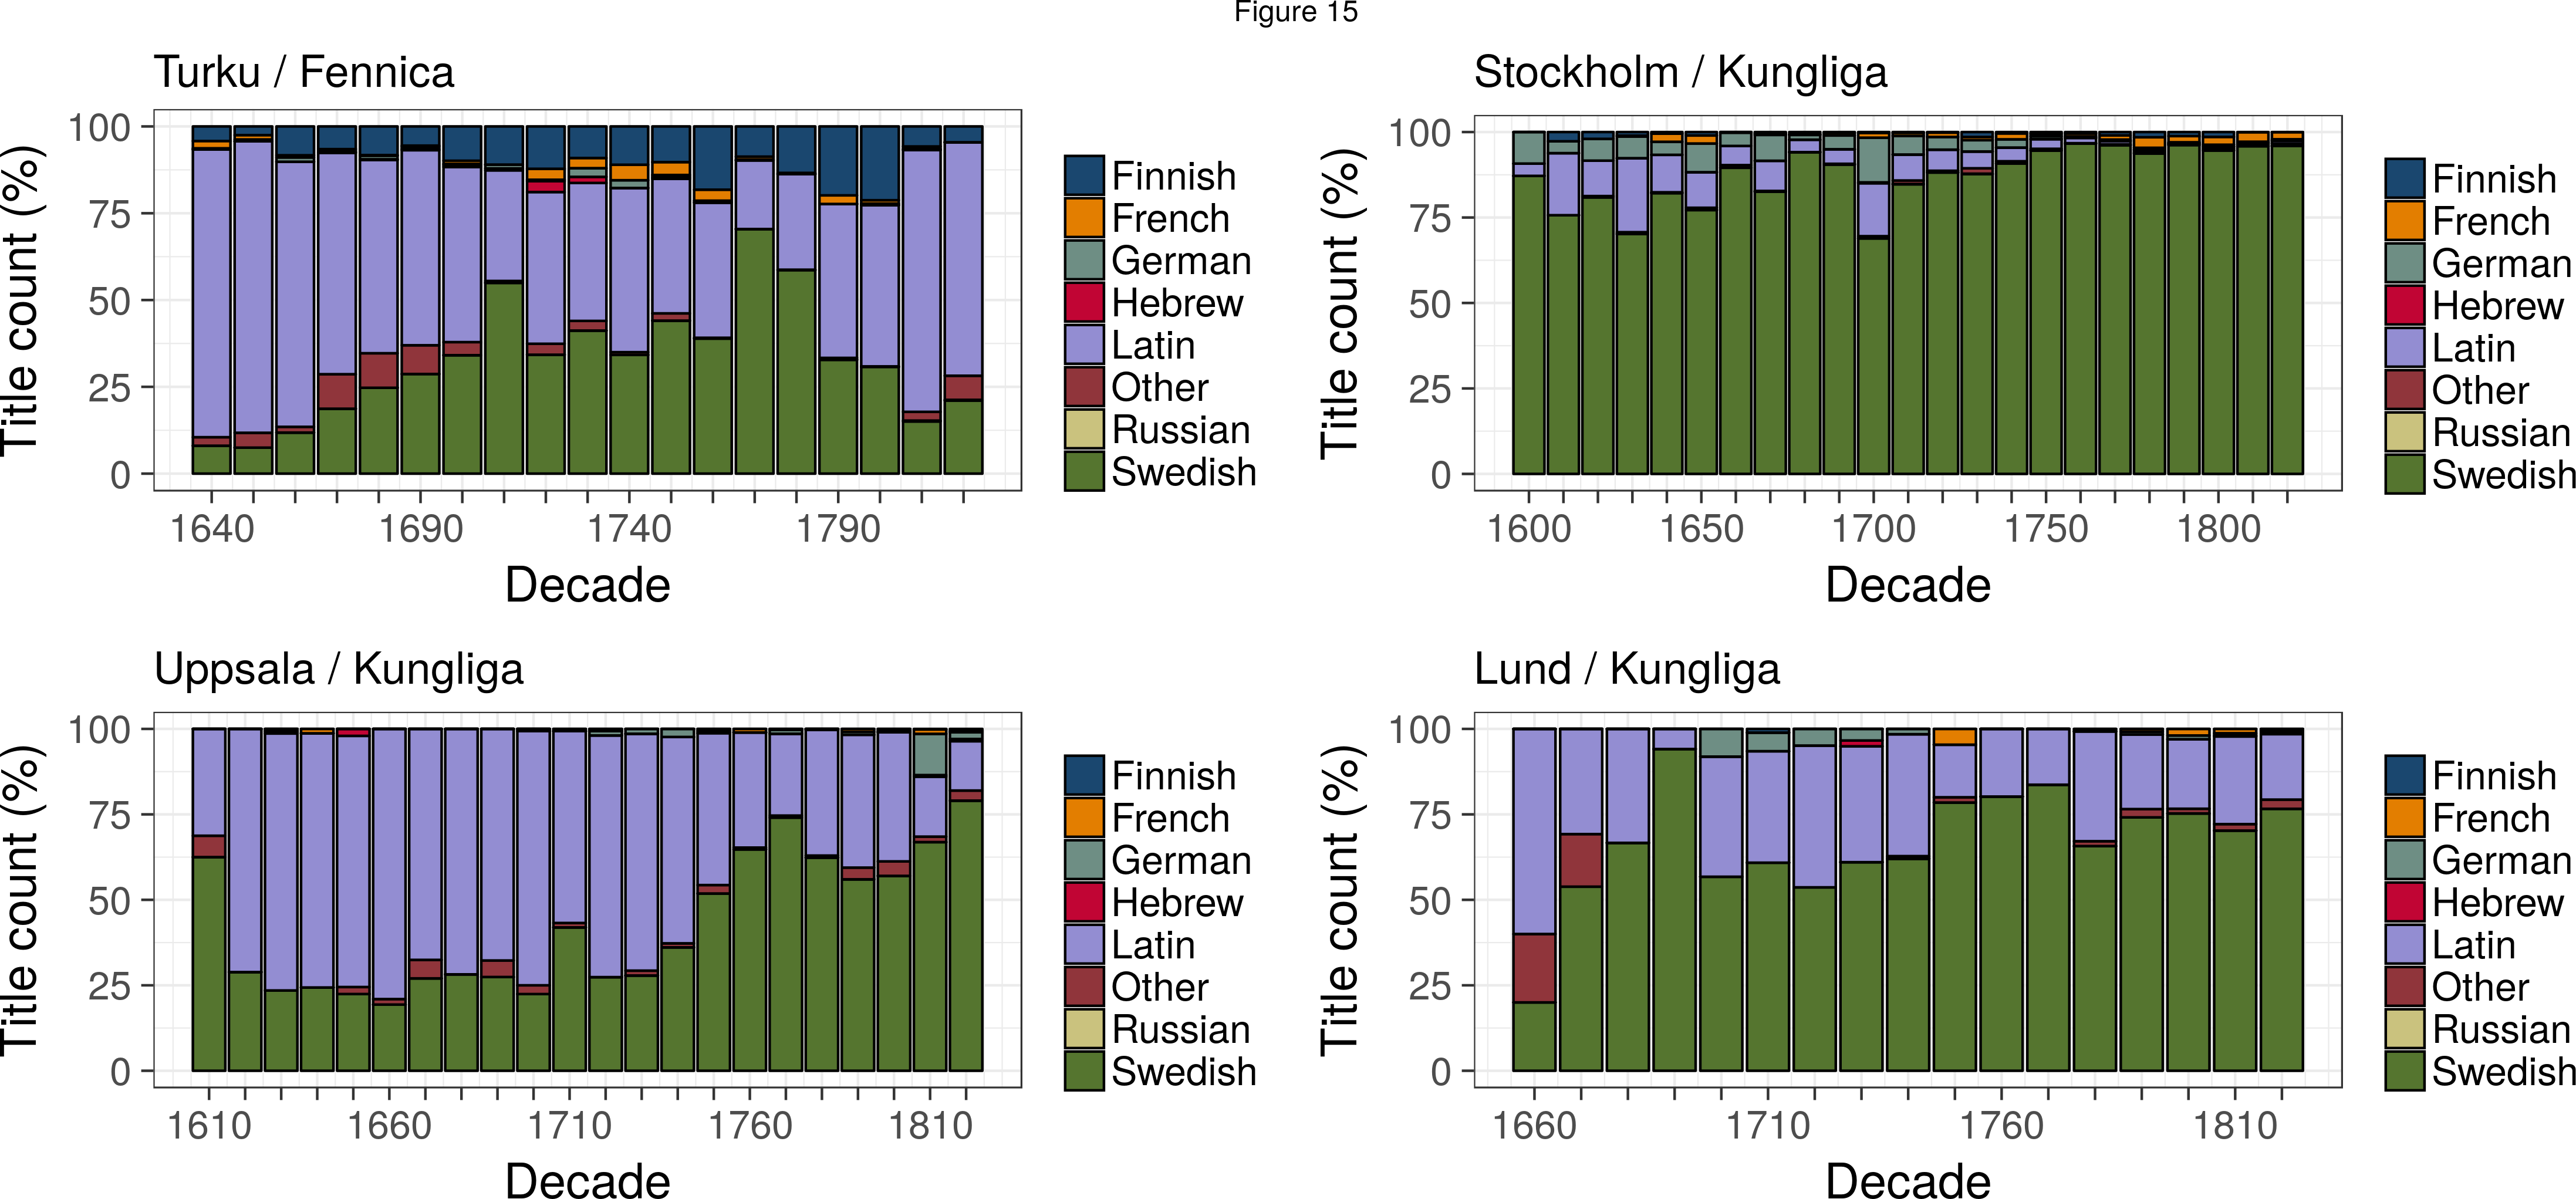 Figure 15
Turku / Fennica
Title count (%)
100
75
50
25
0
1640 1690 1740 1790
Decade
Finnish
French
German
Hebrew
Latin
Other
Russian
Swedish
Stockholm / Kungliga
Title count (%)
100
75
50
25
0
1600 1650 1700 1750 1800
Decade
Finnish
French
German
Hebrew
Latin
Other
Russian
Swedish
Uppsala / Kungliga
Title count (%)
100
75
50
25
0
1610 1660 1710 1760 1810
Decade
Finnish
French
German
Hebrew
Latin
Other
Russian
Swedish
Lund / Kungliga
Title count (%)
100
75
50
25
0
1660 1710 1760 1810
Decade
Finnish
French
German
Hebrew
Latin
Other
Russian
Swedish